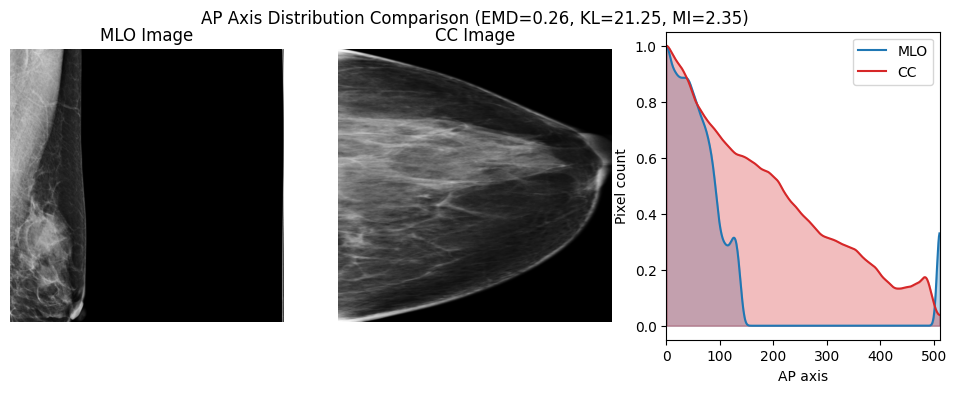 AP Axis Distribution Comparison (EMD=0.26, KL=21.25, MI=2.35)
MLO Image
CC Image
MLO
CC
1.0
0.8
0.6
0.4
0.2
0.0
Pixel count
0 100 200 300 400 500
AP axis